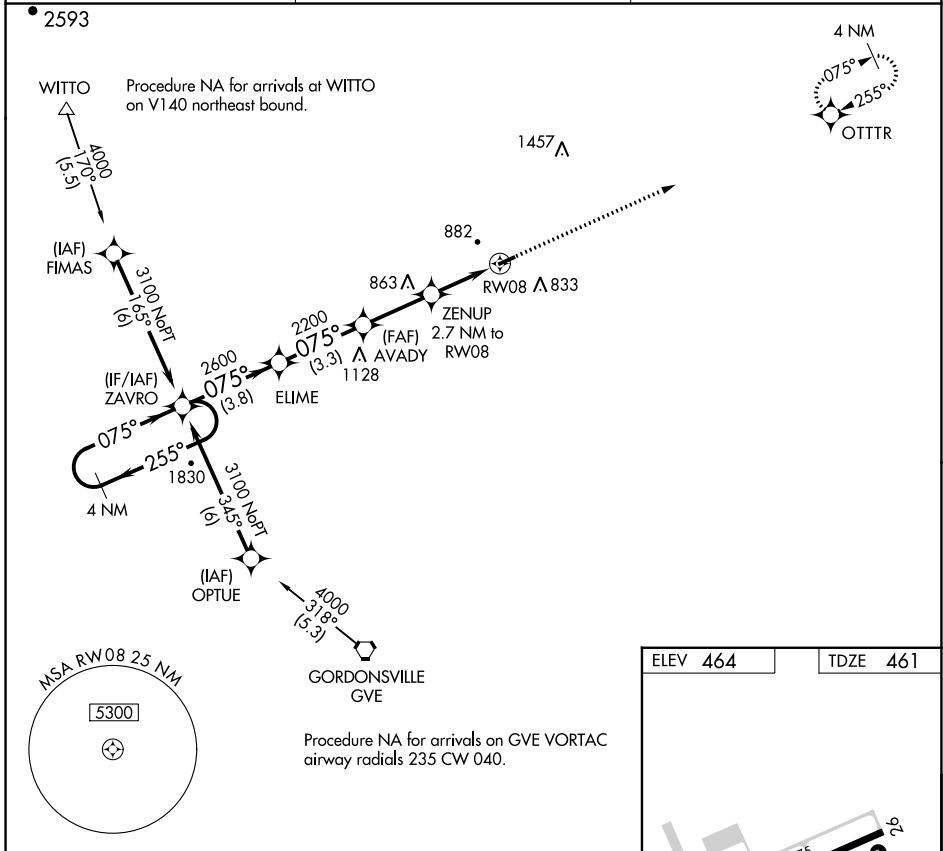 2593
WITTO
Procedure NA for arrivals at WITTO
on V140 northeast bound.
4 NM
075°
255°
OTTTR
1457
4000
170°
(5.5)
(IAF)
FIMAS
3100 NoPT
165°
(6)
882
863
RW08
833
ZENUP
2.7 NM to
RW08
(FAF)
AVADY
2200
075°
(3.3)
1128
2600
075°
(3.8)
ELIME
(IF/IAF)
ZAVRO
075°
255°
4 NM
1830
3100 NoPT
345°
(6)
(IAF)
OPTUE
4000
318°
(5.3)
GORDONSVILLE
GVE
MSA RW08 25 NM
5300
Procedure NA for arrivals on GVE VORTAC
airway radials 235 CW 040.
ELEV 464
TDZE 461
26